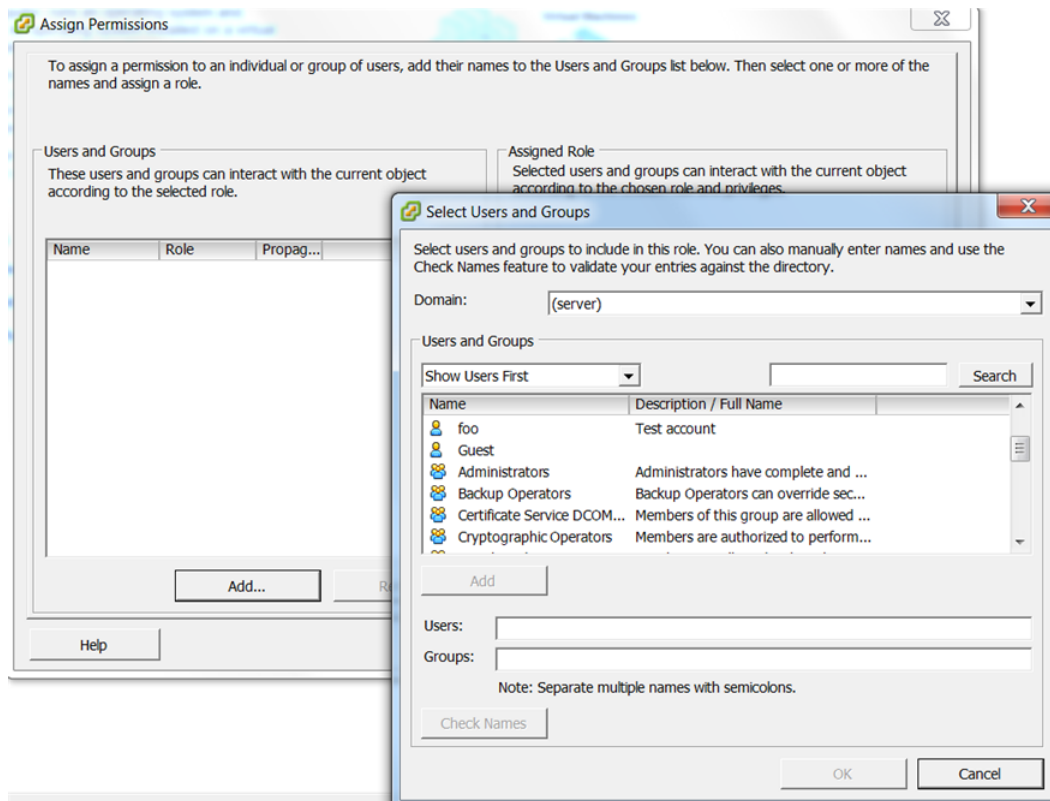 Virtual Machines
Assign Permissions
To assign a permission to an individual or group of users, add their names to the Users and Groups list below. Then select one or more of the
names and assign a role.
Users and Groups
These users and groups can interact with the current object
according to the selected role.
Assigned Role
Selected users and groups can interact with the current object
according to the chosen role and privileges.
Name Role Propag...
Add...
Help
Select Users and Groups
Select users and groups to include in this role. You can also manually enter names and use the
Check Names feature to validate your entries against the directory.
Domain: (server)
Users and Groups
Show Users First Search
Name Description / Full Name
foo Test account
Guest
Administrators Administrators have complete and ...
Backup Operators Backup Operators can override sec...
Certificate Service DCOM... Members of this group are allowed ...
Cryptographic Operators Members are authorized to perform...
Add
Users:
Groups:
Note: Separate multiple names with semicolons.
Check Names
OK Cancel